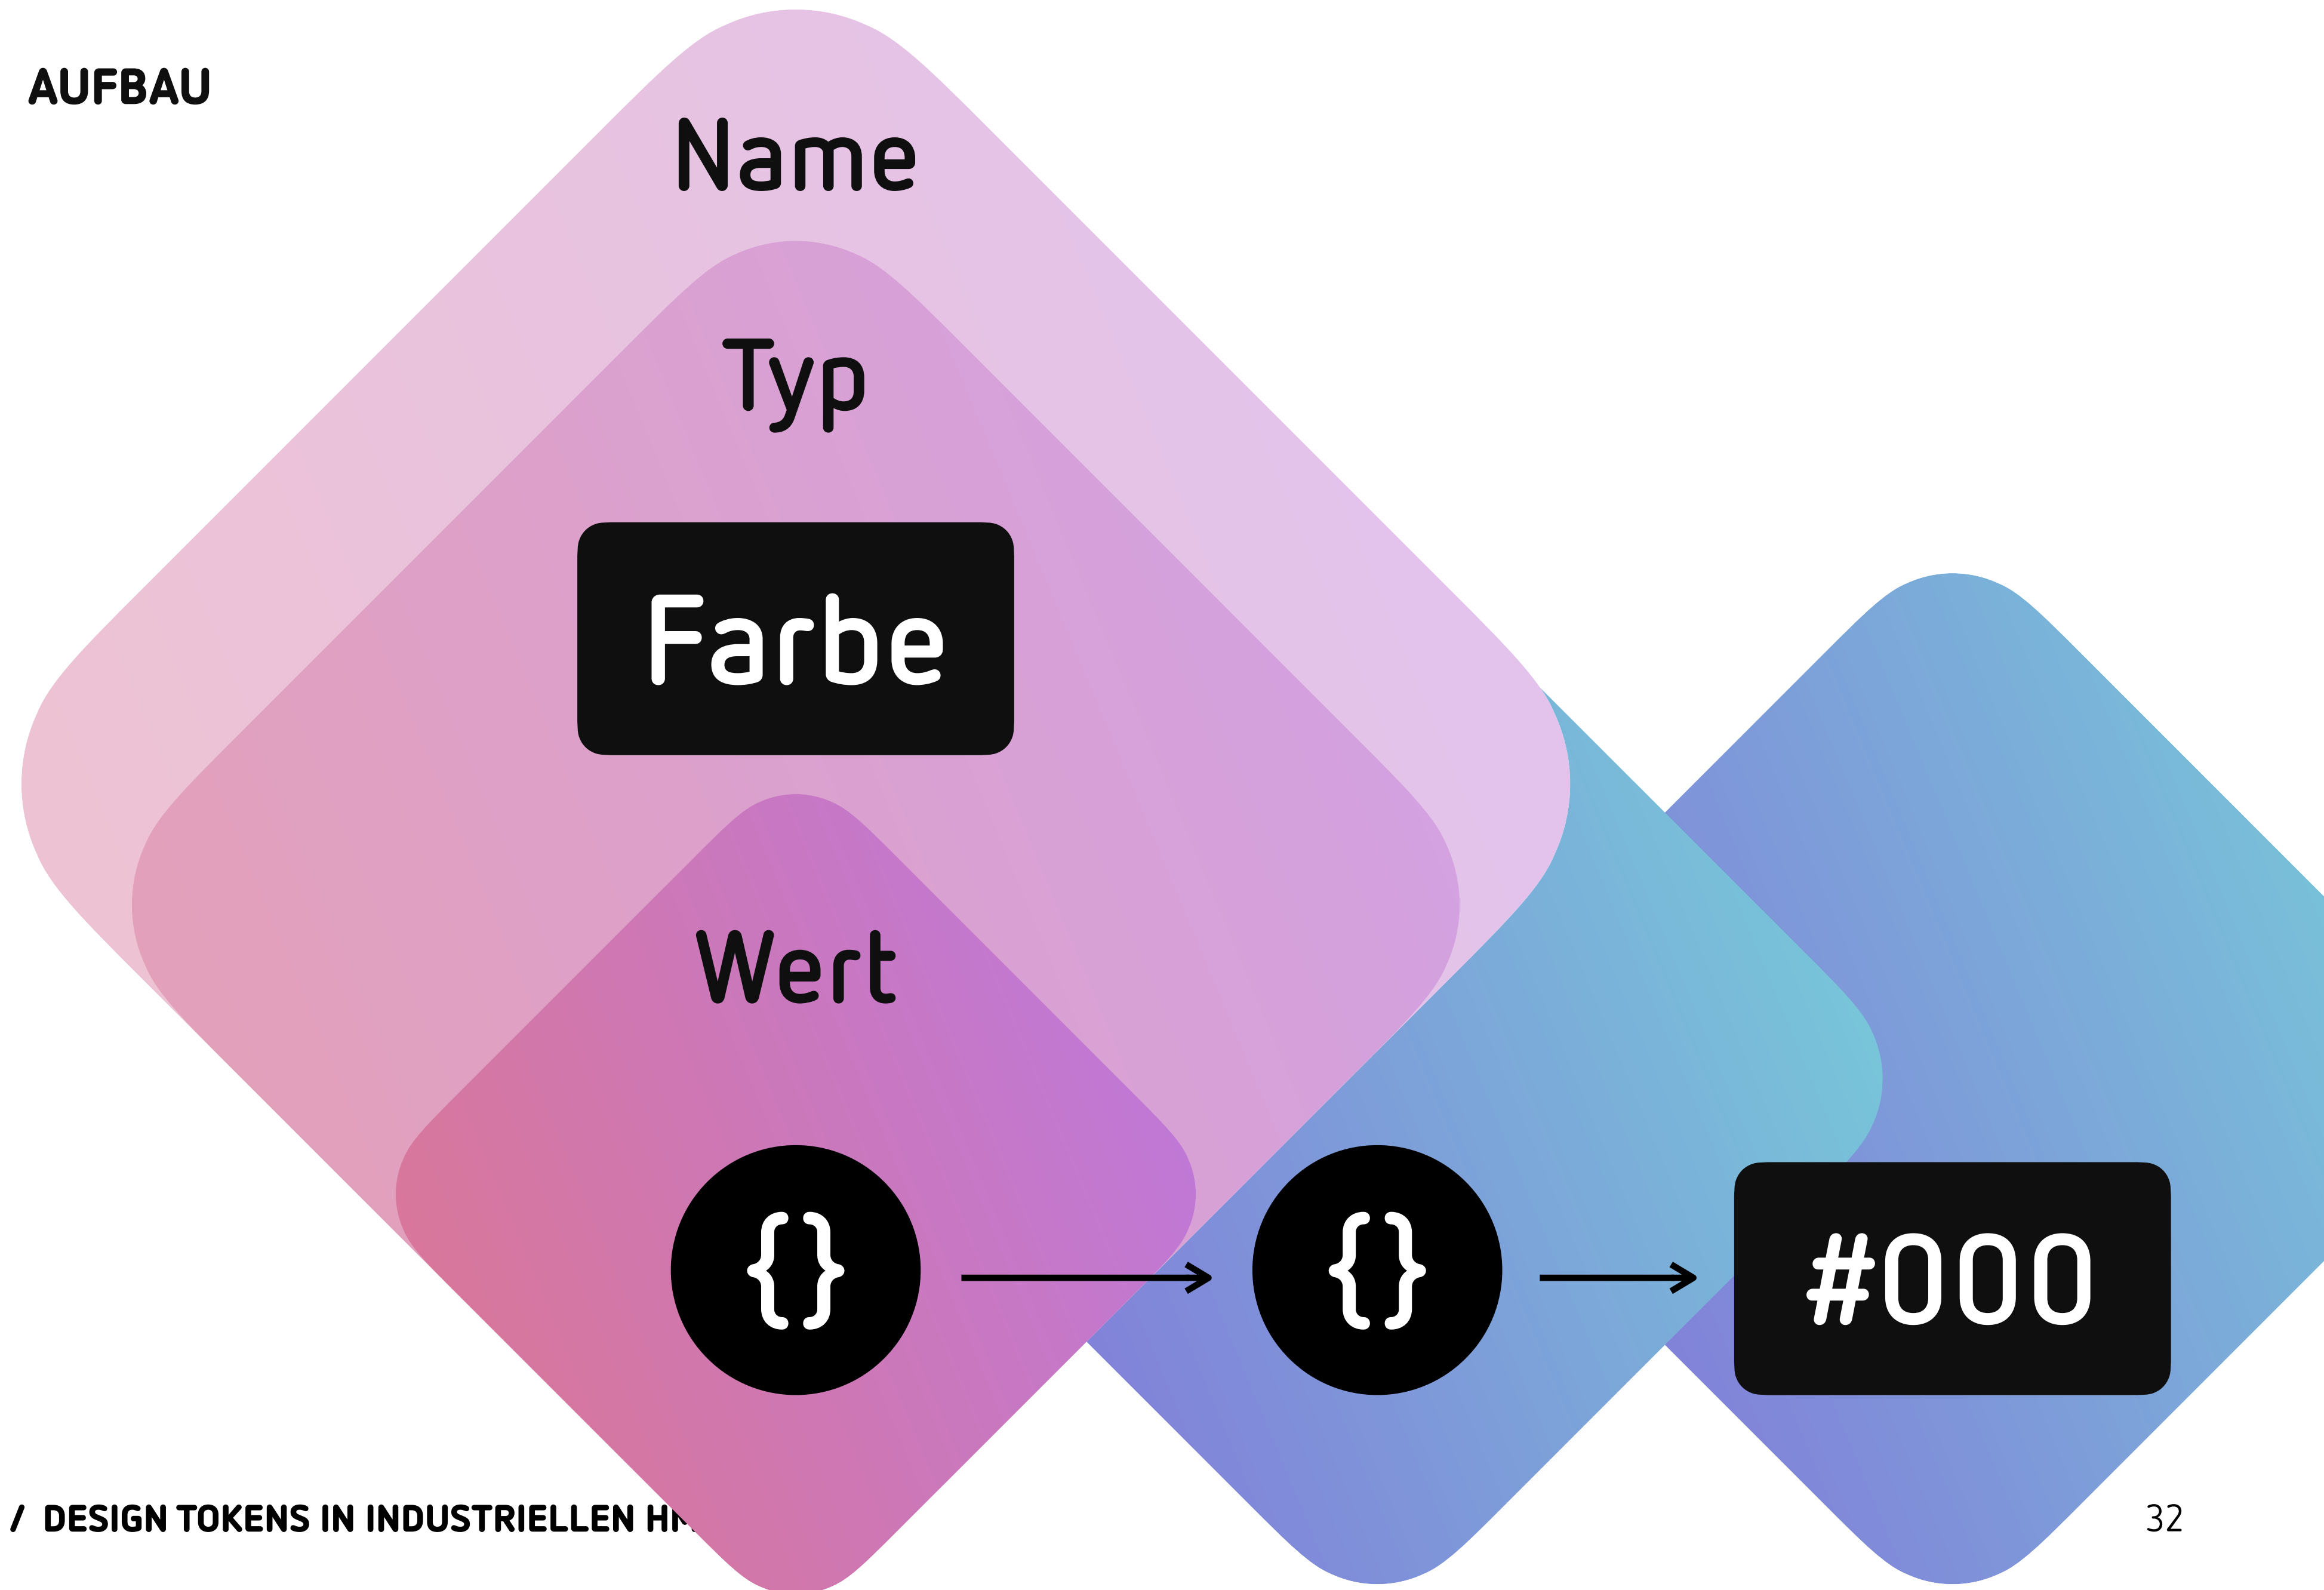 AUFBAU
Name
Typ
Farbe
Wert
{} {} #000
/ DESIGN TOKENS IN INDUSTRIELLEN
32